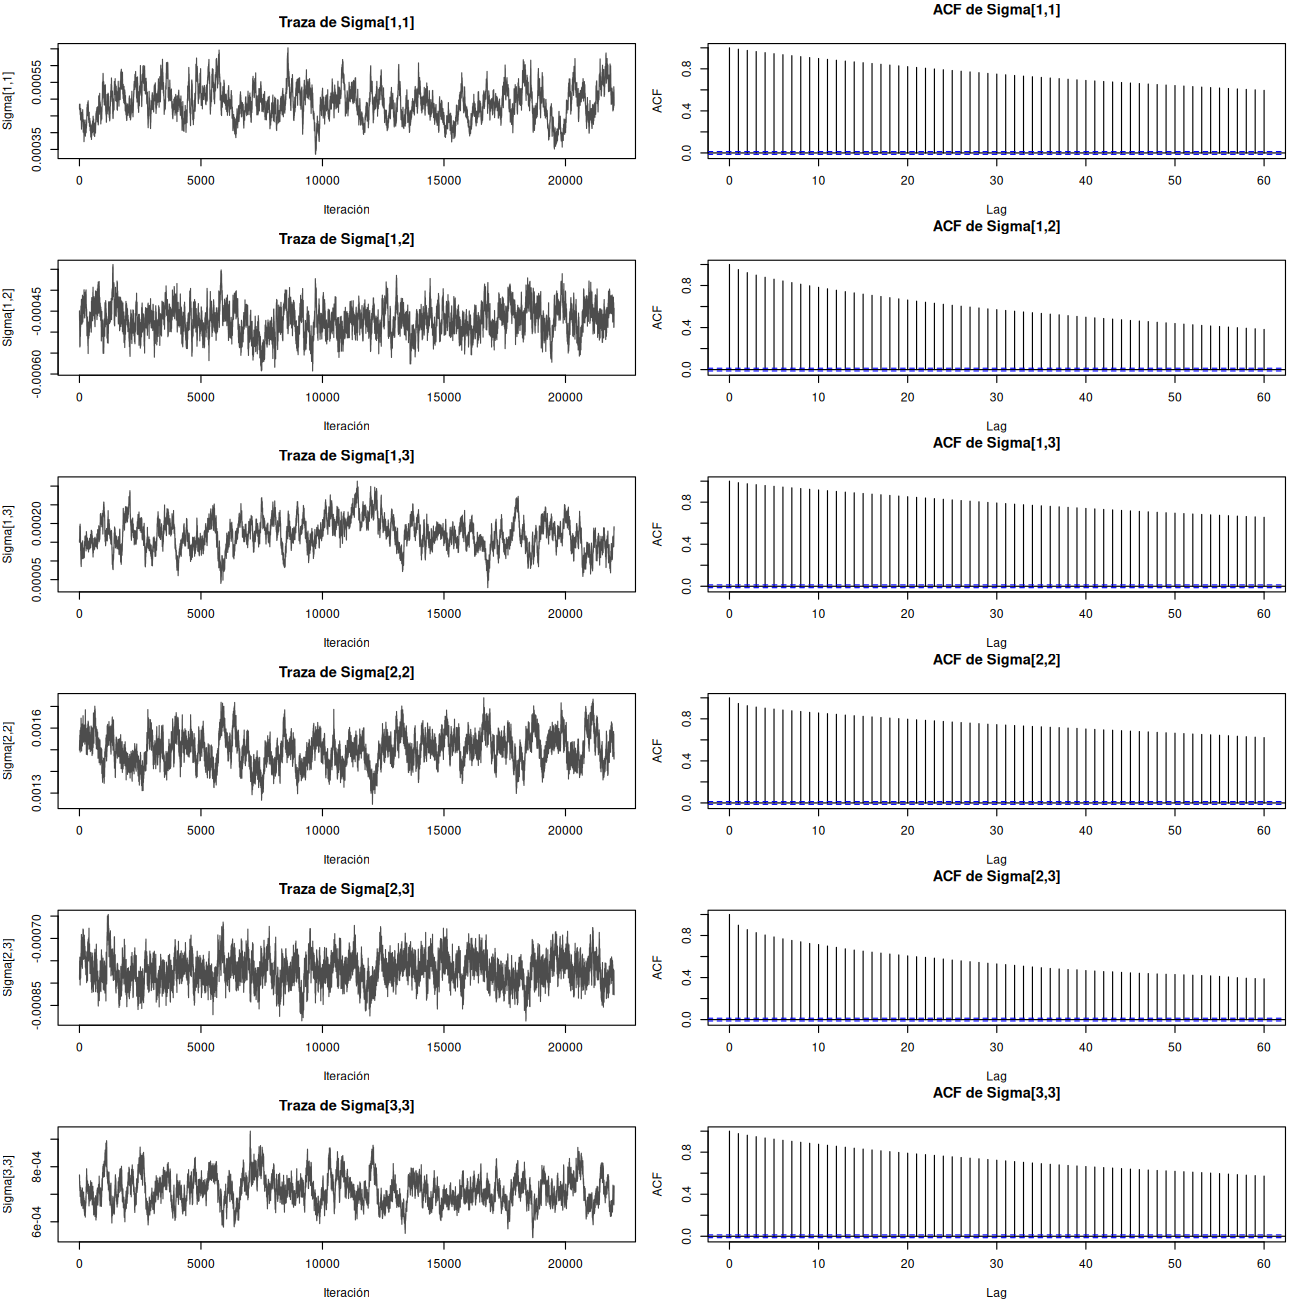 Traza de Sigma[1,1]
Sigma[1,1]
0.00035 0.00055
0 5000 10000 15000 20000
Iteración
ACF de Sigma[1,1]
ACF
0.0 0.4 0.8
0 10 20 30 40 50 60
Lag
Traza de Sigma[1,2]
Sigma[1,2]
-0.00060 -0.00045
0 5000 10000 15000 20000
Iteración
ACF de Sigma[1,2]
ACF
0.0 0.4 0.8
0 10 20 30 40 50 60
Lag
Traza de Sigma[1,3]
Sigma[1,3]
0.00005 0.00020
0 5000 10000 15000 20000
Iteración
ACF de Sigma[1,3]
ACF
0.0 0.4 0.8
0 10 20 30 40 50 60
Lag
Traza de Sigma[2,2]
Sigma[2,2]
0.0013 0.0016
0 5000 10000 15000 20000
Iteración
ACF de Sigma[2,2]
ACF
0.0 0.4 0.8
0 10 20 30 40 50 60
Lag
Traza de Sigma[2,3]
Sigma[2,3]
-0.00085 -0.00070
0 5000 10000 15000 20000
Iteración
ACF de Sigma[2,3]
ACF
0.0 0.4 0.8
0 10 20 30 40 50 60
Lag
Traza de Sigma[3,3]
Sigma[3,3]
6e-04 8e-04
0 5000 10000 15000 20000
Iteración
ACF de Sigma[3,3]
ACF
0.0 0.4 0.8
0 10 20 30 40 50 60
Lag